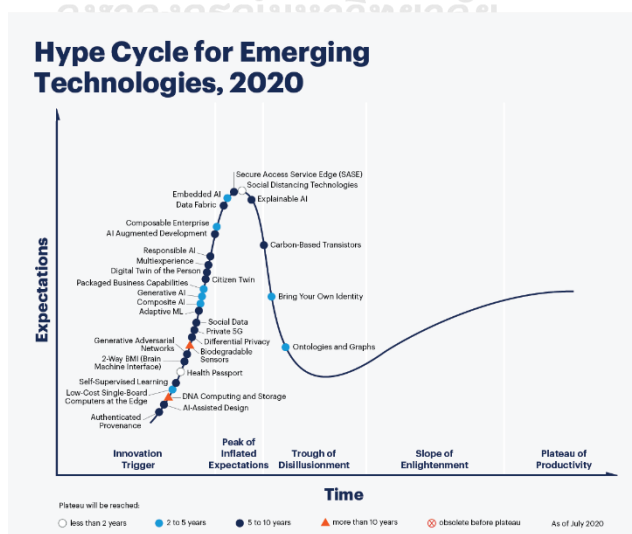 Hype Cycle for Emerging
Technologies, 2020
Expectations
Secure Access Service Edge (SASE)
Social Distancing Technologies
Embedded AI
Data Fabric
Explainable AI
Composable Enterprise
AI Augmented Development
Carbon-Based Transistors
Responsible AI
Multiexperience
Digital Twin of the Person
Citizen Twin
Packaged Business Capabilities
Generative AI
Bring Your Own Identity
Composite AI
Adaptive ML
Social Data
Private 5G
Differential Privacy
Generative Adversarial
Networks
Biodegradable
Sensors
Ontologies and Graphs
2-Way BMI (Brain
Machine Interface)
Health Passport
Self-Supervised Learning
Low-Cost Single-Board
Computers at the Edge
DNA Computing and Storage
AI-Assisted Design
Authenticated
Provenance
Innovation
Trigger
Peak of
Inflated
Expectations
Trough of
Disillusionment
Slope of
Enlightenment
Plateau of
Productivity
Time
Plateau will be reached:
less than 2 years
2 to 5 years
5 to 10 years
more than 10 years
obsolete before plateau
As of July 2020